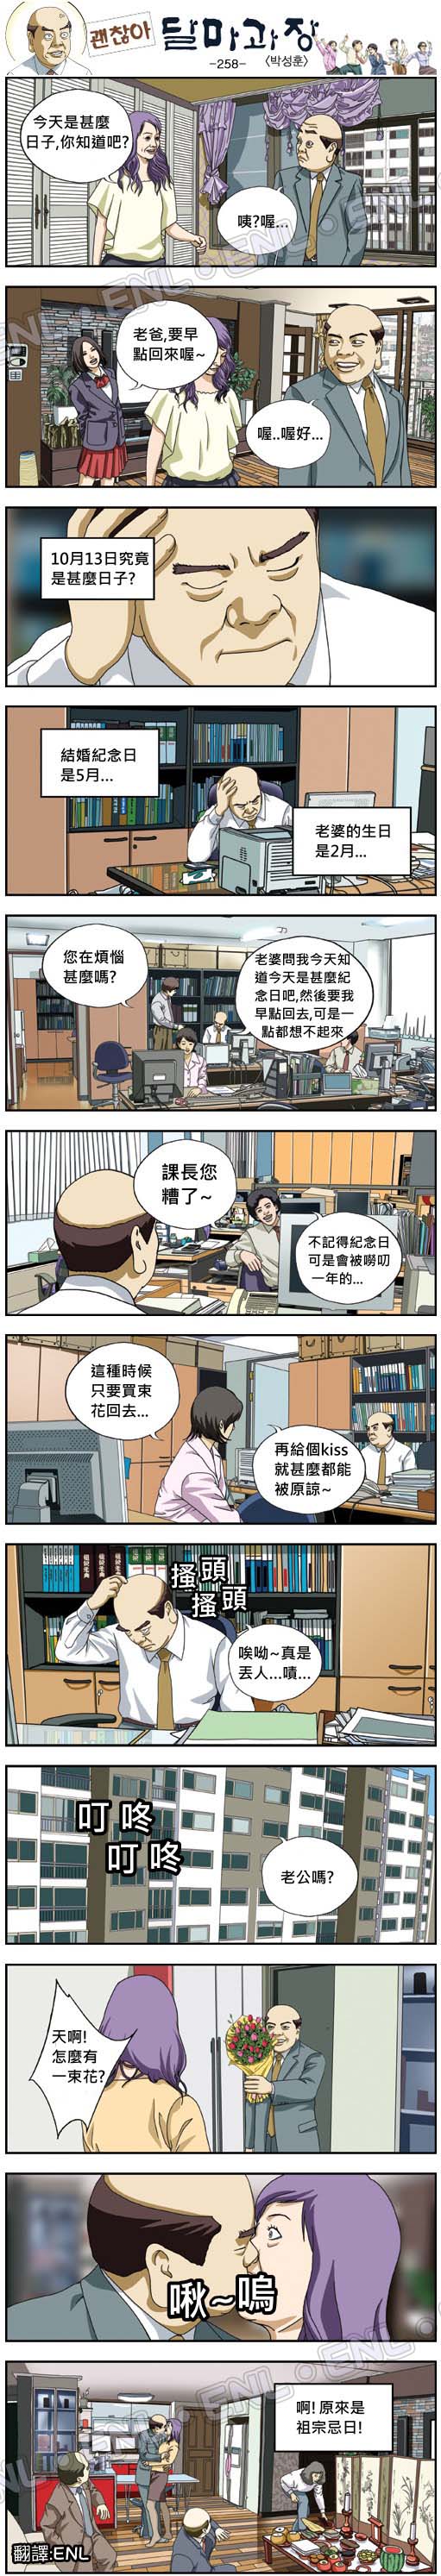 괜찮아 달마과장
-258-
〈박성훈〉
今天是甚麼
日子,你知道吧?
咦?喔...
老爸,要早
點回來喔~
喔..喔好...
10月13日究竟
是甚麼日子?
結婚紀念日
是5月...
老婆的生日
是2月...
您在煩惱
甚麼嗎?
老婆問我今天知
道今天是甚麼紀
念日吧,然後要我
早點回去,可是一
點都想不起來
課長您
糟了~
不記得紀念日
可是會被嘮叨
一年的...
這種時候
只要買束
花回去...
再給個kiss
就甚麼都能
被原諒~
搔頭
搔頭
唉呦~真是
丟人...嘖...
叮咚
叮咚
老公嗎?
天啊!
怎麼有
一束花?
啾~嗚
啊! 原來是
祖宗忌日!
翻譯:ENL